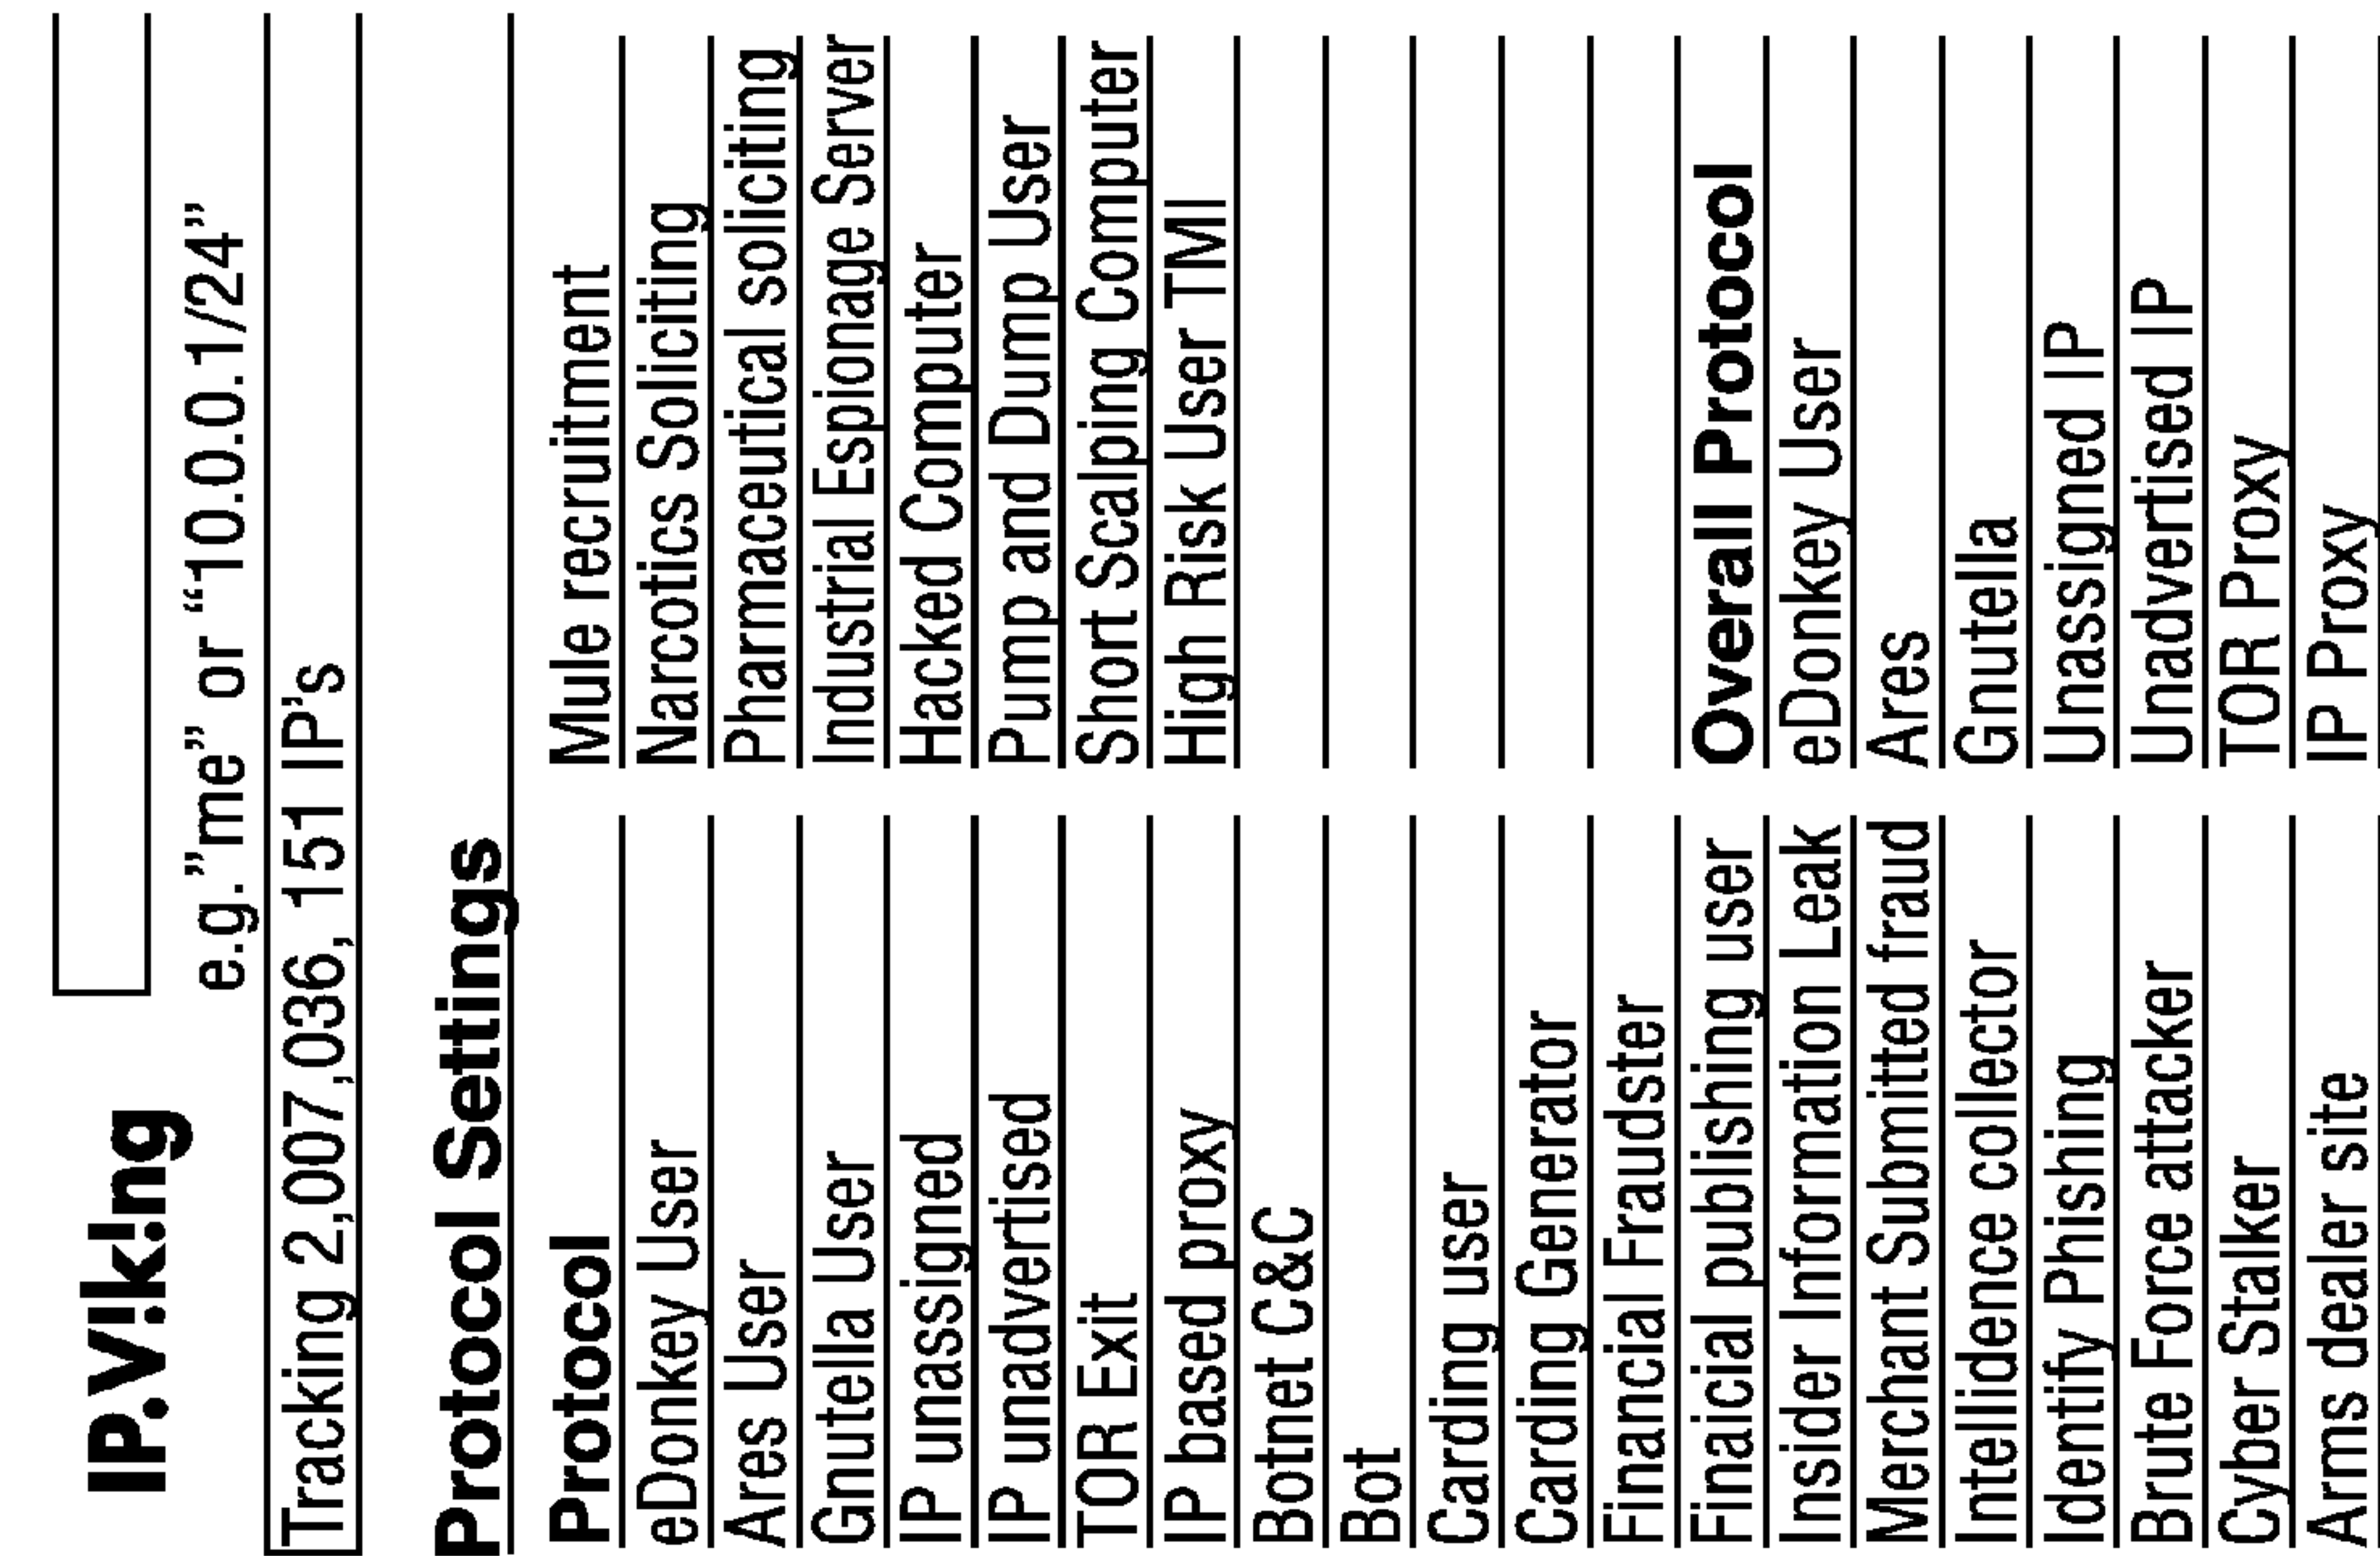 IP.Viking
e.g.”me” or “10.0.0.1/24”
Tracking 2,007,036, 151 IP's
Protocol Settings
Protocol
eDonkey User
Ares User
Gnutella User
IP unassigned
IP unadvertised
TOR Exit
IP based proxy
Botnet C&C
Bot
Carding user
Carding Generator
Financial Fraudster
Finaicial publishing user
Insider Information Leak
Merchant Submitted fraud
Intellidence collector
Identify Phishing
Brute Force attacker
Cyber Stalker
Arms dealer site
Mule recruitment
Narcotics Soliciting
Pharmaceutical soliciting
Industrial Espionage Server
Hacked Computer
Pump and Dump User
Short Scalping Computer
High Risk User TMI
Overall Protocol
eDonkey User
Ares
Gnutella
Unassigned IP
Unadvertised IP
TOR Proxy
IP Proxy